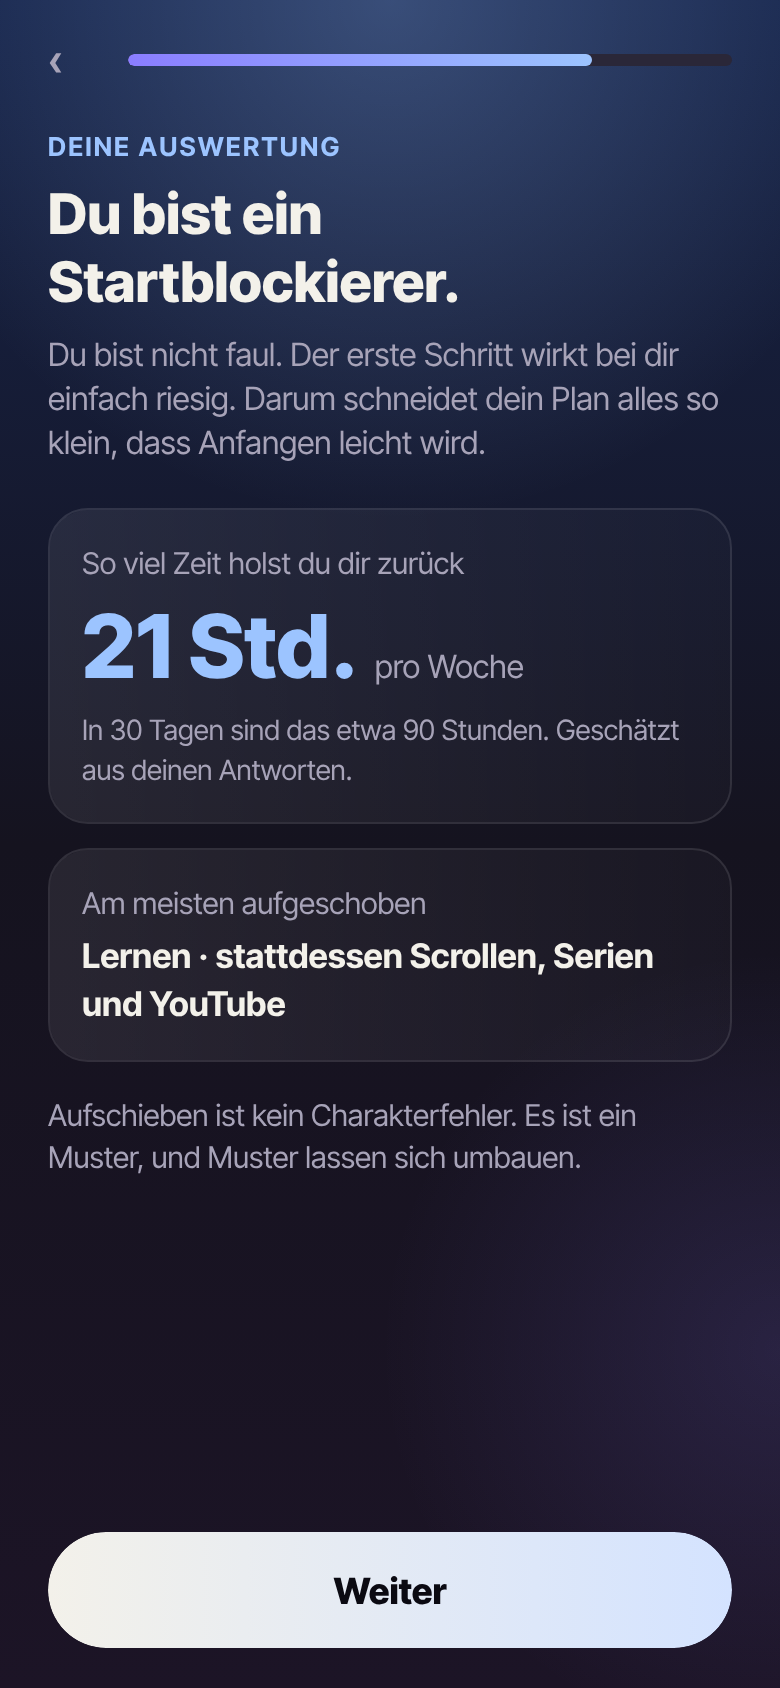 DEINE AUSWERTUNG
Du bist ein
Startblockierer.
Du bist nicht faul. Der erste Schritt wirkt bei dir
einfach riesig. Darum schneidet dein Plan alles so
klein, dass Anfangen leicht wird.
So viel Zeit holst du dir zurück
21 Std. pro Woche
In 30 Tagen sind das etwa 90 Stunden. Geschätzt
aus deinen Antworten.
Am meisten aufgeschoben
Lernen · stattdessen Scrollen, Serien
und YouTube
Aufschieben ist kein Charakterfehler. Es ist ein
Muster, und Muster lassen sich umbauen.
Weiter